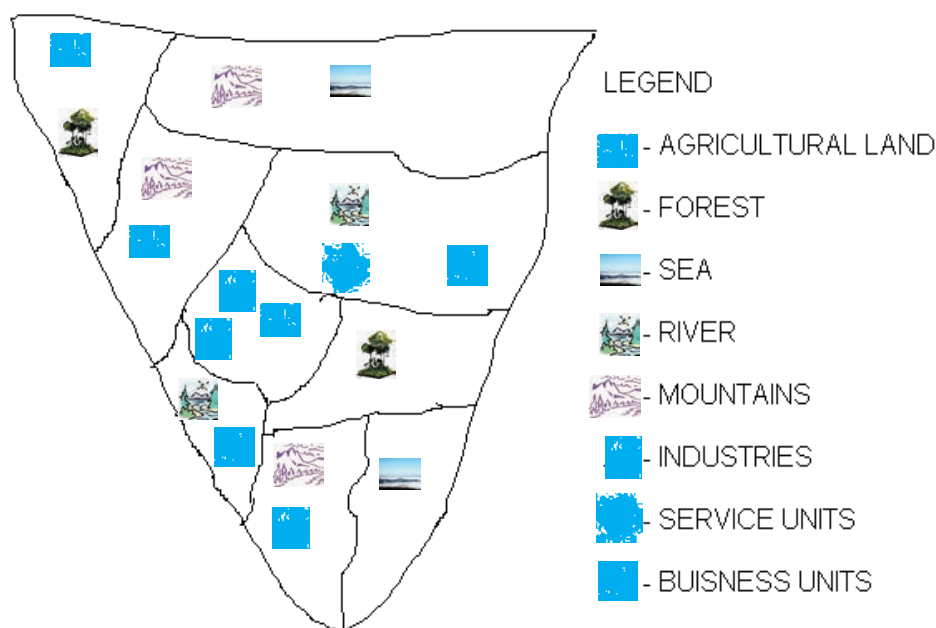 LEGEND
- AGRICULTURAL LAND
- FOREST
- SEA
- RIVER
- MOUNTAINS
- INDUSTRIES
- SERVICE UNITS
- BUISNESS UNITS